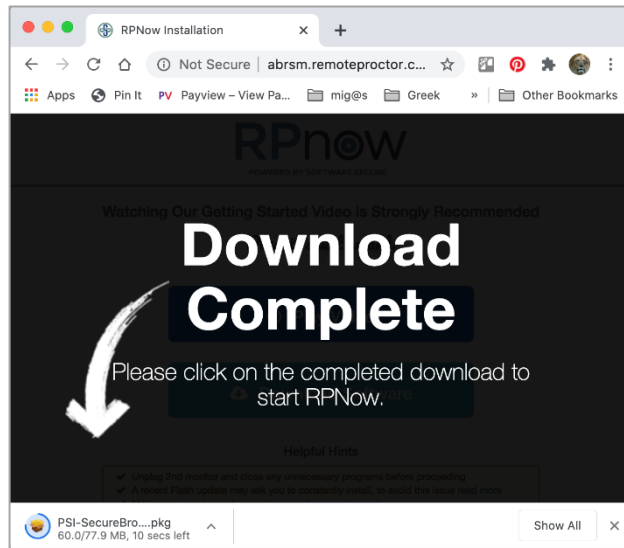 RPNow Installation
Not Secure | abrsm.remoteproctor.c...
Apps Pin It PV Payview – View Pa... mig@s Greek » Other Bookmarks
RPnow
POWERED BY SOFTWARE SECURE
Watching Our Getting Started Video is Strongly Recommended
Download
Complete
Please click on the completed download to
start RPNow.
Helpful Hints
Unplug 2nd monitor and close any unnecessary programs before proceeding
A recent Flash update may ask you to constantly install, to avoid this issue read more
PSI-SecureBro....pkg
60.0/77.9 MB, 10 secs left
Show All